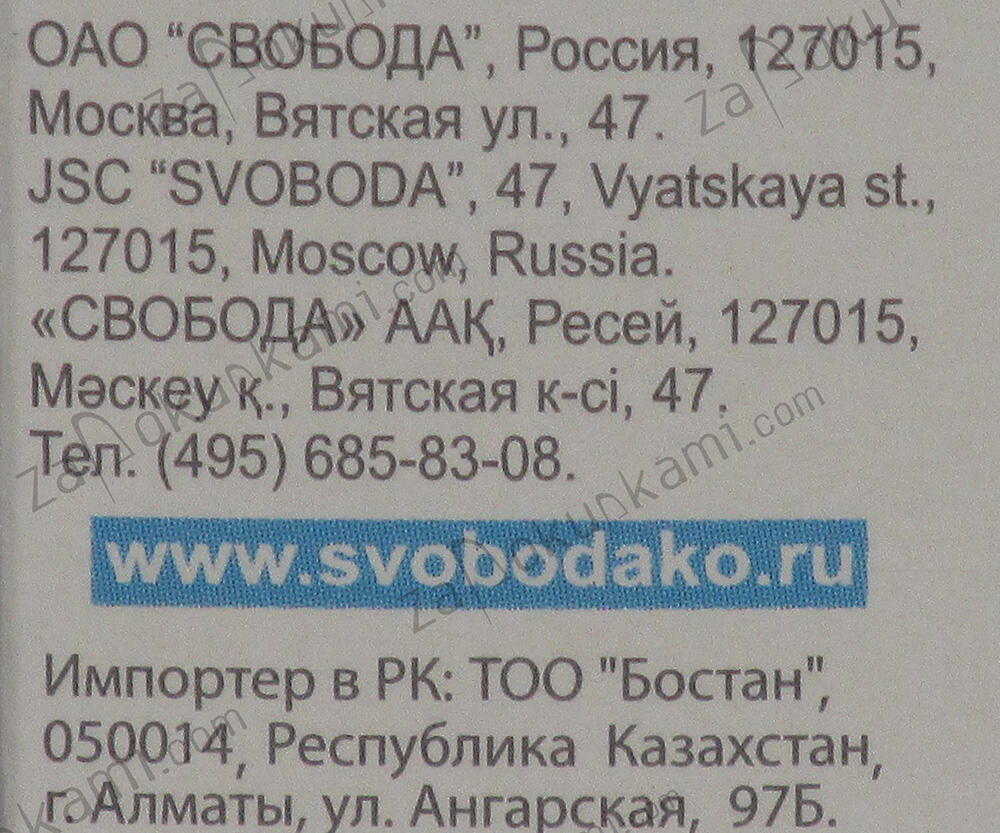 ОАО “СВОБОДА”, Россия, 127015,
Москва, Вятская ул., 47.
JSC “SVOBODA”, 47, Vyatskaya st.,
127015, Moscow, Russia.
«СВОБОДА» ААҚ, Ресей, 127015,
Мәскеу қ., Вятская к-сі, 47.
Тел. (495) 685-83-08.
www.svobodako.ru
Импортер в РК: ТОО "Бостан",
050014, Республика Казахстан,
г. Алматы, ул. Ангарская, 97Б.
zapokupkami.com